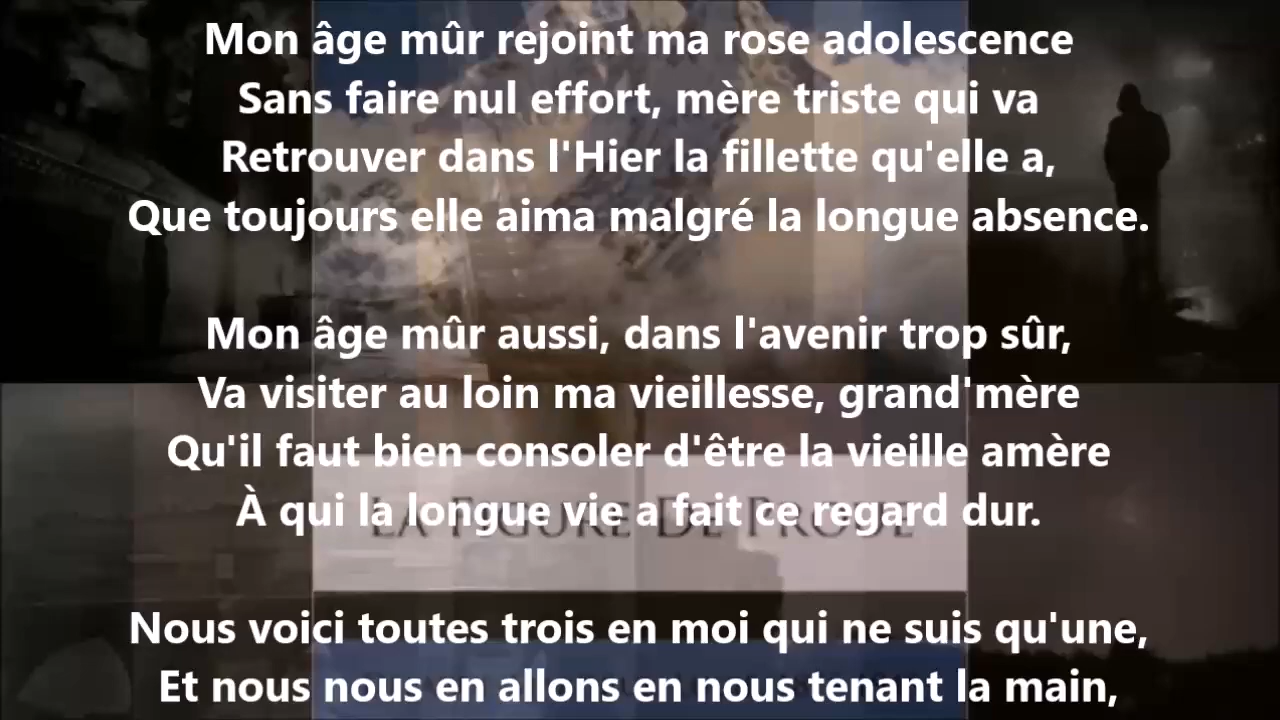 Mon âge mûr rejoint ma rose adolescence
Sans faire nul effort, mère triste qui va
Retrouver dans l'Hier la fillette qu'elle a,
Que toujours elle aima malgré la longue absence.
Mon âge mûr aussi, dans l'avenir trop sûr,
Va visiter au loin ma vieillesse, grand'mère
Qu'il faut bien consoler d'être la vieille amère
À qui la longue vie a fait ce regard dur.
LA FIGURE DE PROUE
Nous voici toutes trois en moi qui ne suis qu'une,
Et nous nous en allons en nous tenant la main,